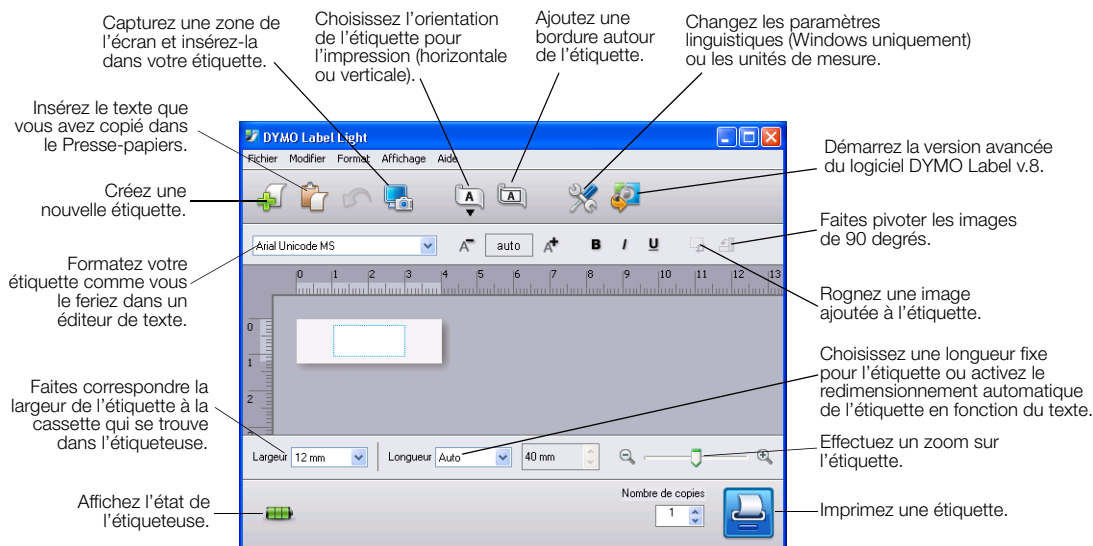 Capturez une zone de
l’écran et insérez-la
dans votre étiquette.
Choisissez l’orientation
de l’étiquette pour
l’impression (horizontale
ou verticale).
Ajoutez une
bordure autour
de l’étiquette.
Changez les paramètres
linguistiques (Windows uniquement)
ou les unités de mesure.
Insérez le texte que
vous avez copié dans
le Presse-papiers.
Créez une
nouvelle étiquette.
Formatez votre
étiquette comme vous
le feriez dans un
éditeur de texte.
Faites correspondre la
largeur de l’étiquette à la
cassette qui se trouve
dans l’étiqueteuse.
Affichez l’état de
l’étiqueteuse.
DYMO Label Light
Fichier Modifier Format Affichage Aide
A A
Arial Unicode MS A auto A B I U
0 1 2 3 4 5 6 7 8 9 10 11 12 13
0
1
2
Largeur 12 mm Longueur Auto 40 mm
Nombre de copies
1
Démarrez la version avancée
du logiciel DYMO Label v.8.
Faites pivoter les images
de 90 degrés.
Rognez une image
ajoutée à l’étiquette.
Choisissez une longueur fixe
pour l’étiquette ou activez le
redimensionnement automatique
de l’étiquette en fonction du texte.
Effectuez un zoom sur
l’étiquette.
Imprimez une étiquette.